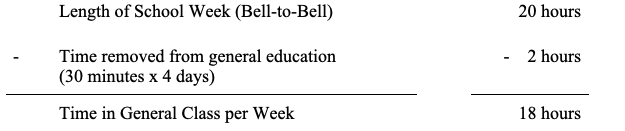 Length of School Week (Bell-to-Bell) 20 hours
- Time removed from general education - 2 hours
(30 minutes x 4 days)
Time in General Class per Week 18 hours